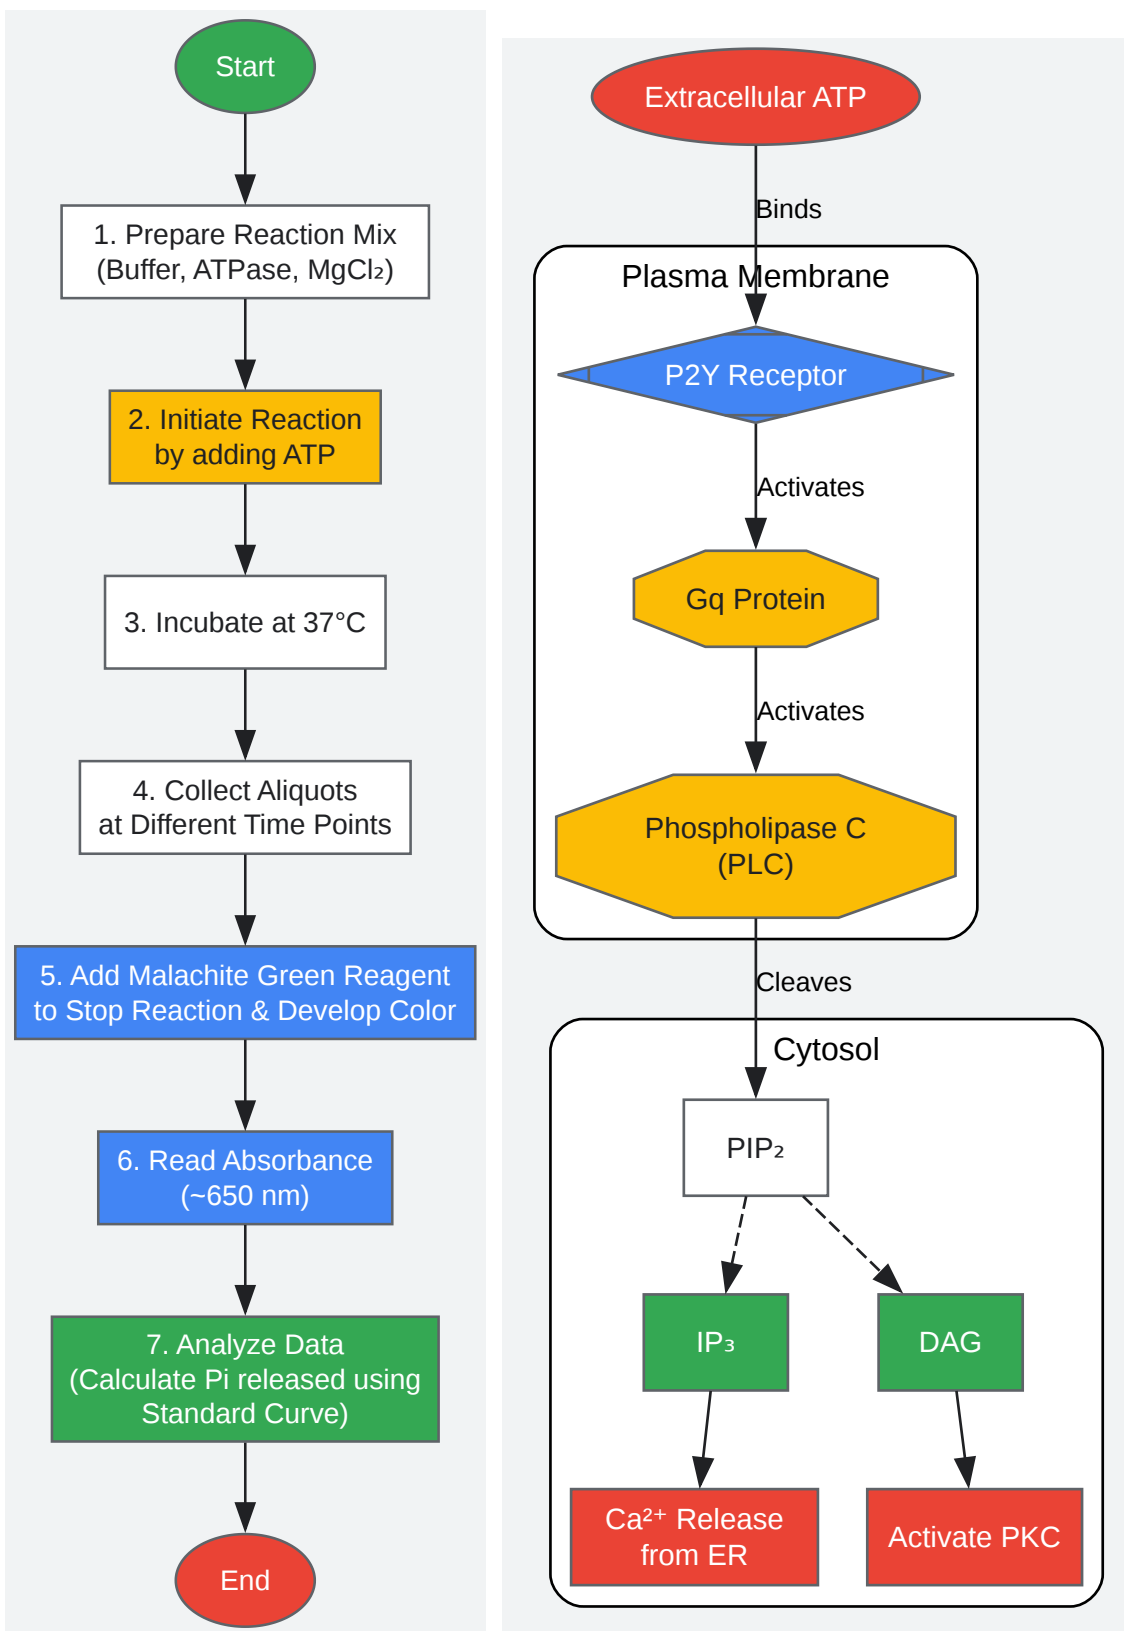 Start
1. Prepare Reaction Mix
(Buffer, ATPase, MgCl₂)
2. Initiate Reaction
by adding ATP
3. Incubate at 37°C
4. Collect Aliquots
at Different Time Points
5. Add Malachite Green Reagent
to Stop Reaction & Develop Color
6. Read Absorbance
(~650 nm)
7. Analyze Data
(Calculate Pi released using
Standard Curve)
End
Extracellular ATP
Binds
Plasma Membrane
P2Y Receptor
Activates
Gq Protein
Activates
Phospholipase C
(PLC)
Cleaves
Cytosol
PIP₂
IP₃
DAG
Ca²⁺ Release
from ER
Activate PKC